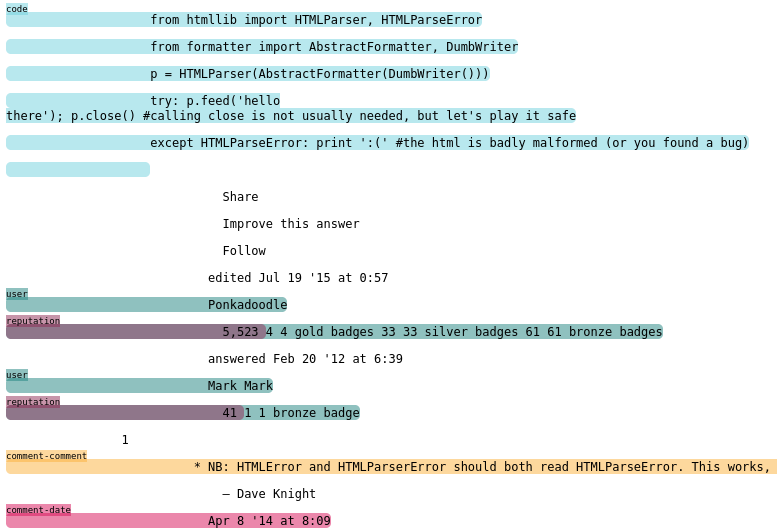 code
from htmllib import HTMLParser, HTMLParseError
from formatter import AbstractFormatter, DumbWriter
p = HTMLParser(AbstractFormatter(DumbWriter()))
try: p.feed('hello
there'); p.close() #calling close is not usually needed, but let's play it safe
except HTMLParseError: print ':(' #the html is badly malformed (or you found a bug)
Share
Improve this answer
Follow
edited Jul 19 '15 at 0:57
user
Ponkadoodle
reputation
5,523 4 4 gold badges 33 33 silver badges 61 61 bronze badges
answered Feb 20 '12 at 6:39
user
Mark Mark
reputation
41 1 1 bronze badge
1
comment-comment
* NB: HTMLError and HTMLParserError should both read HTMLParseError. This works,
– Dave Knight
comment-date
Apr 8 '14 at 8:09